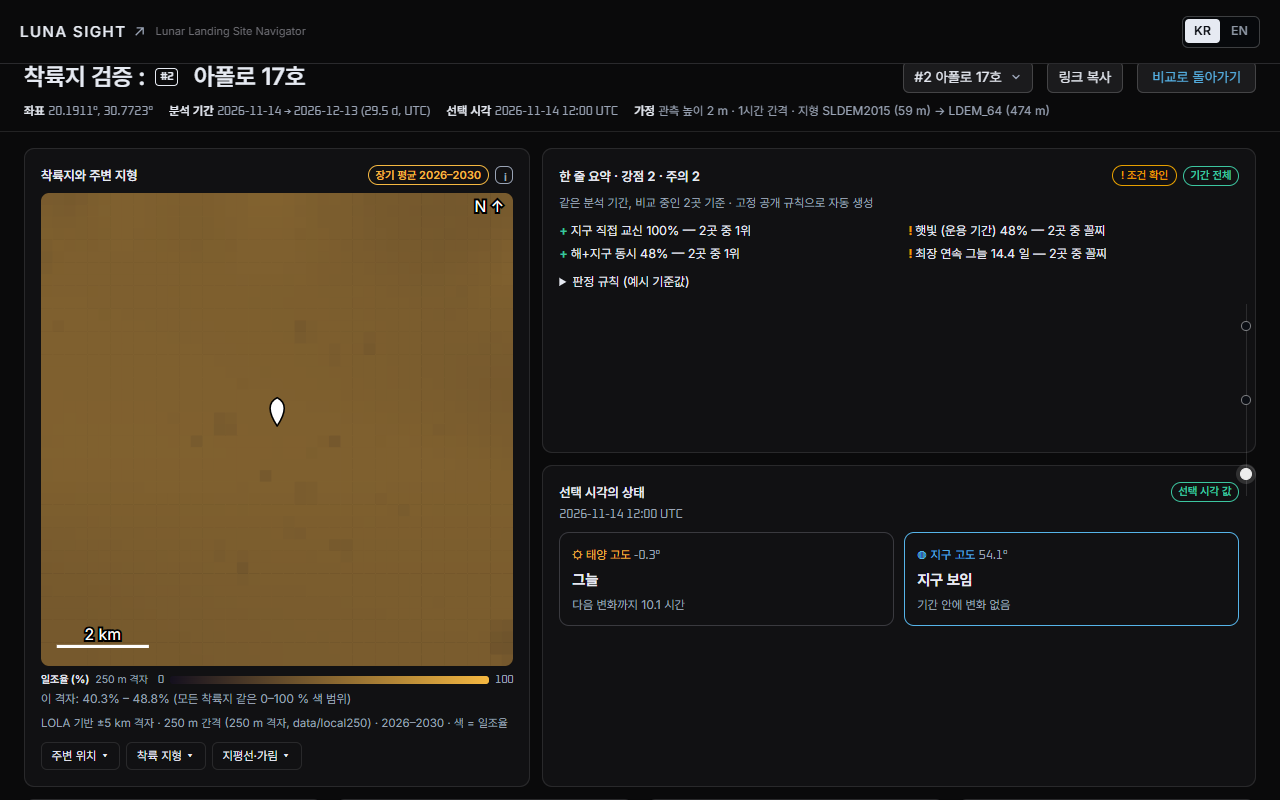 LUNA SIGHT ↗ Lunar Landing Site Navigator
KR EN
착륙지 검증 : #2 아폴로 17호
#2 아폴로 17호
링크 복사
비교로 돌아가기
좌표 20.1911°, 30.7723° 분석 기간 2026-11-14 → 2026-12-13 (29.5 d, UTC) 선택 시각 2026-11-14 12:00 UTC 가정 관측 높이 2 m · 1시간 간격 · 지형 SLDEM2015 (59 m) → LDEM_64 (474 m)
착륙지와 주변 지형
장기 평균 2026–2030
i
N ↑
2 km
일조율 (%) 250 m 격자 0 100
이 격자: 40.3% – 48.8% (모든 착륙지 같은 0–100 % 색 범위)
LOLA 기반 ±5 km 격자 · 250 m 간격 (250 m 격자, data/local250) · 2026–2030 · 색 = 일조율
주변 위치 ▾
착륙 지형 ▾
지평선·가림 ▾
한 줄 요약 · 강점 2 · 주의 2
! 조건 확인
기간 전체
같은 분석 기간, 비교 중인 2곳 기준 · 고정 공개 규칙으로 자동 생성
+ 지구 직접 교신 100% — 2곳 중 1위
! 햇빛 (운용 기간) 48% — 2곳 중 꼴찌
+ 해+지구 동시 48% — 2곳 중 1위
! 최장 연속 그늘 14.4 일 — 2곳 중 꼴찌
▶ 판정 규칙 (예시 기준값)
선택 시각의 상태
선택 시각 값
2026-11-14 12:00 UTC
태양 고도 -0.3°
그늘
다음 변화까지 10.1 시간
지구 고도 54.1°
지구 보임
기간 안에 변화 없음